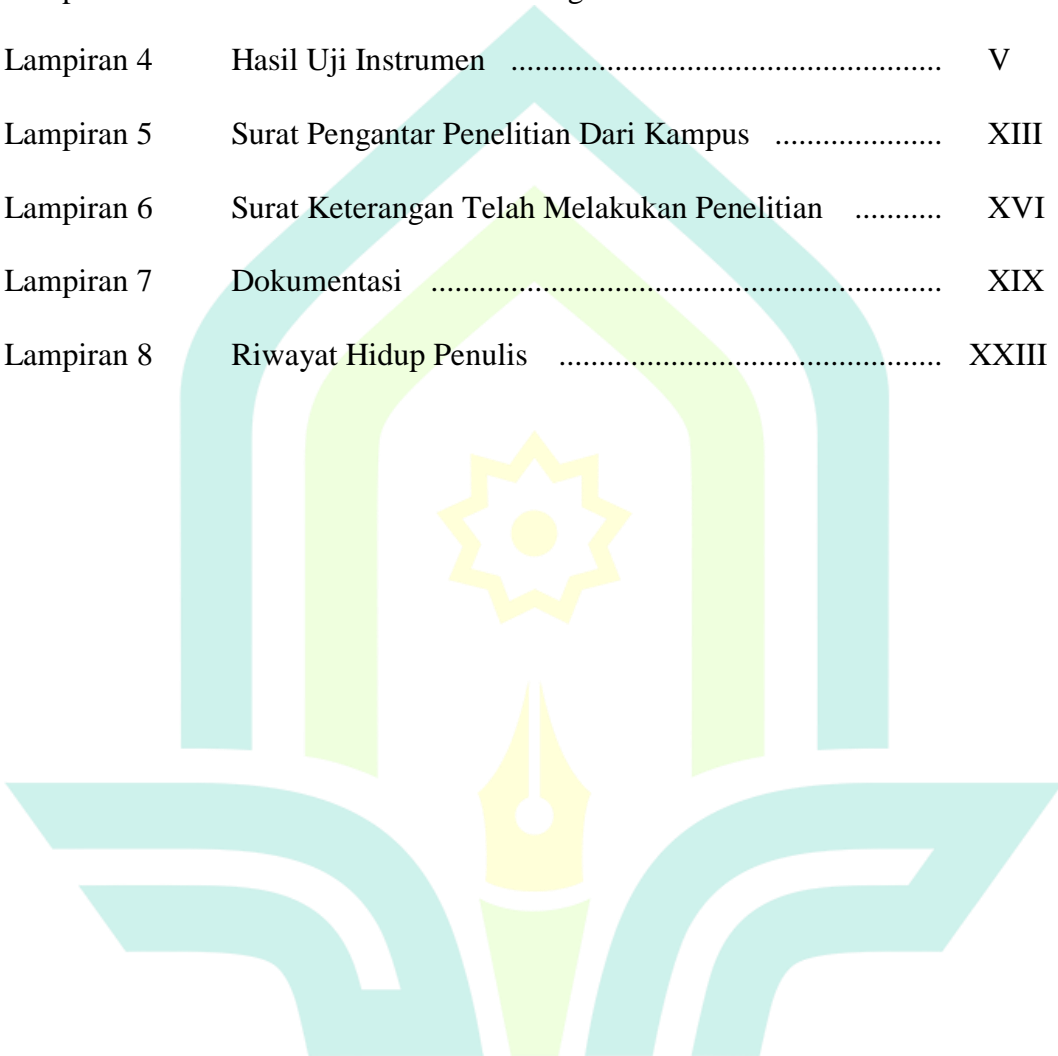 Lampiran 4 Hasil Uji Instrumen ...................................................... V
Lampiran 5 Surat Pengantar Penelitian Dari Kampus ..................... XIII
Lampiran 6 Surat Keterangan Telah Melakukan Penelitian ........... XVI
Lampiran 7 Dokumentasi ................................................................ XIX
Lampiran 8 Riwayat Hidup Penulis ................................................ XXIII